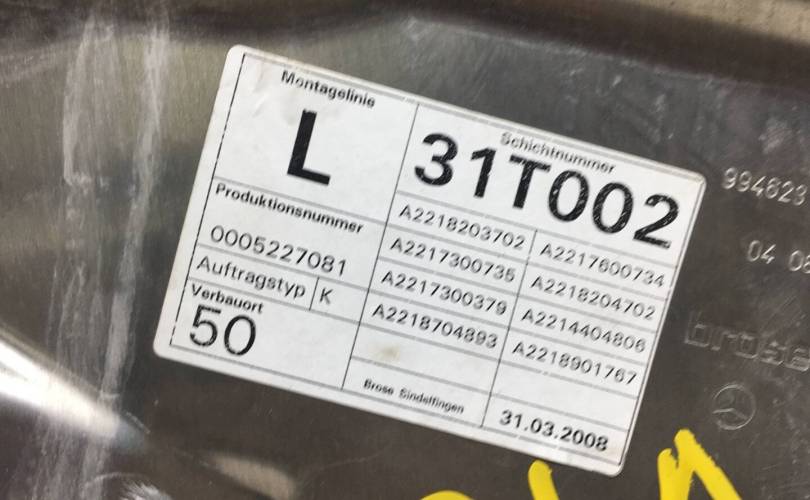 Montagelinie
L
Schichtnummer
31T002
Produktionsnummer
0005227081
Auftragstyp K
Verbauort
50
A2218203702 A2217600734
A2217300735 A2218204702
A2217300379 A2214404806
A2218704893 A2218901767
Brose Sindelfingen
31.03.2008
994623
04 08
brose